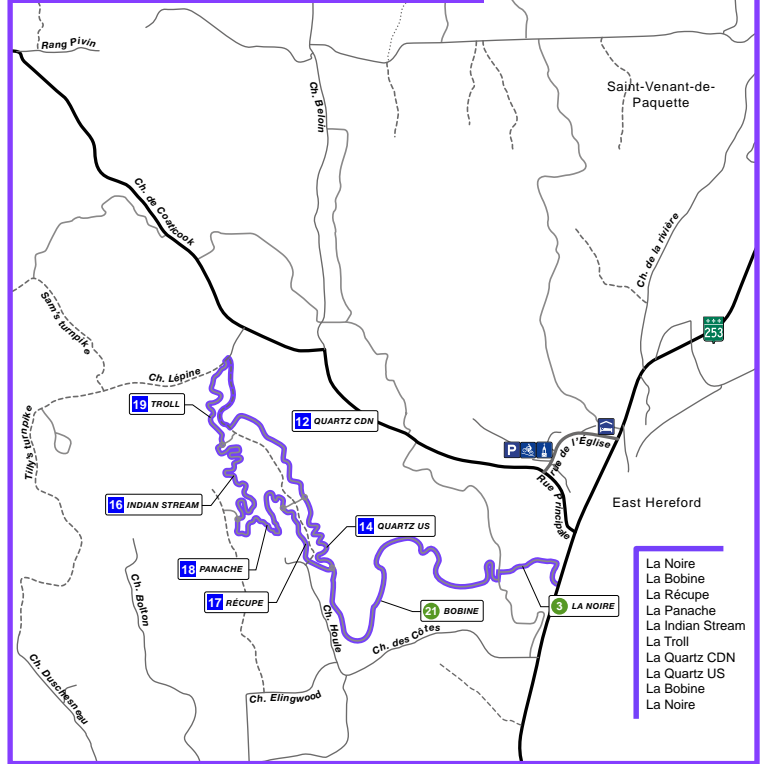 Rang Pivin
Ch. Beloin
Saint-Venant-de-
Paquette
Ch. de Coaticook
Ch. de la rivière
Sam's turnpike
+++
253
Ch. Lépine
19 TROLL
12 QUARTZ CDN
Tilly's turnpike
P
rue de l'Église
Rue Principale
16 INDIAN STREAM
East Hereford
14 QUARTZ US
18 PANACHE
17 RÉCUPE
21 BOBINE
3 LA NOIRE
Ch. Bolton
Ch. Houle
Ch. des Côtes
Ch. Duschesneau
Ch. Elingwood
La Noire
La Bobine
La Récupe
La Panache
La Indian Stream
La Troll
La Quartz CDN
La Quartz US
La Bobine
La Noire